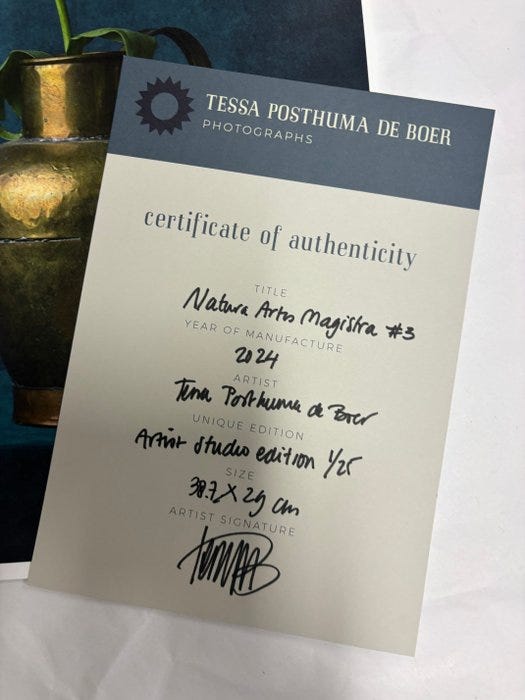 TESSA POSTHUMA DE BOER
PHOTOGRAPHS
certificate of authenticity
TITLE
Natura Artis Magistra #3
YEAR OF MANUFACTURE
2024
ARTIST
Tessa Posthuma de Boer
UNIQUE EDITION
Artist studio edition 1/25
SIZE
38.7 X 29 cm
ARTIST SIGNATURE